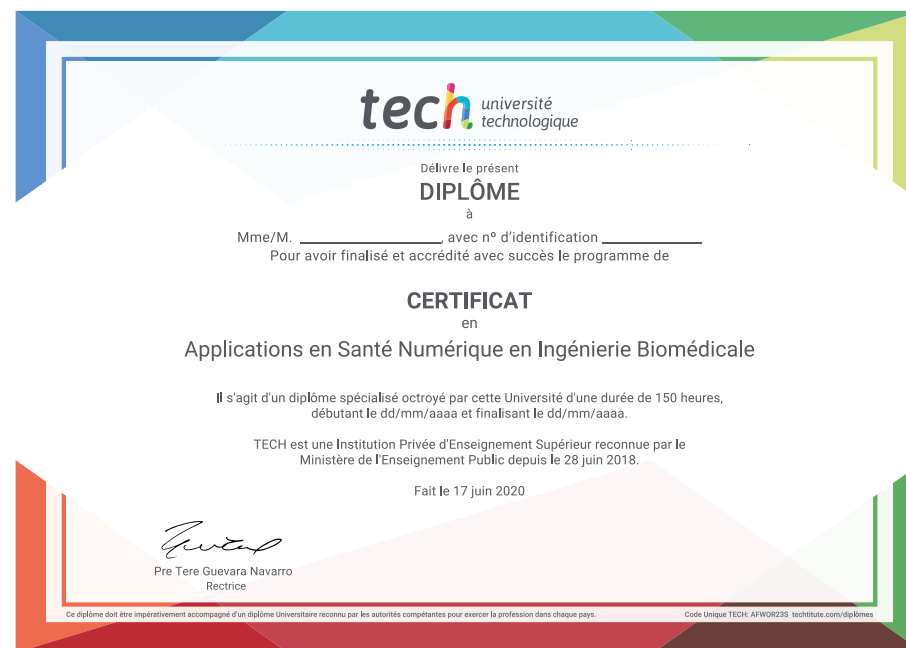 tech université
technologique
Délivre le présent
DIPLÔME
à
Mme/M. ____________________, avec nº d'identification ______________
Pour avoir finalisé et accrédité avec succès le programme de
CERTIFICAT
en
Applications en Santé Numérique en Ingénierie Biomédicale
Il s'agit d'un diplôme spécialisé octroyé par cette Université d'une durée de 150 heures,
débutant le dd/mm/aaaa et finalisant le dd/mm/aaaa.
TECH est une Institution Privée d'Enseignement Supérieur reconnue par le
Ministère de l'Enseignement Public depuis le 28 juin 2018.
Fait le 17 juin 2020
Pre Tere Guevara Navarro
Rectrice
Ce diplôme doit être impérativement accompagné d'un diplôme Universitaire reconnu par les autorités compétantes pour exercer la profession dans chaque pays.
Code Unique TECH: AFWOR23S techtitute.com/diplômes